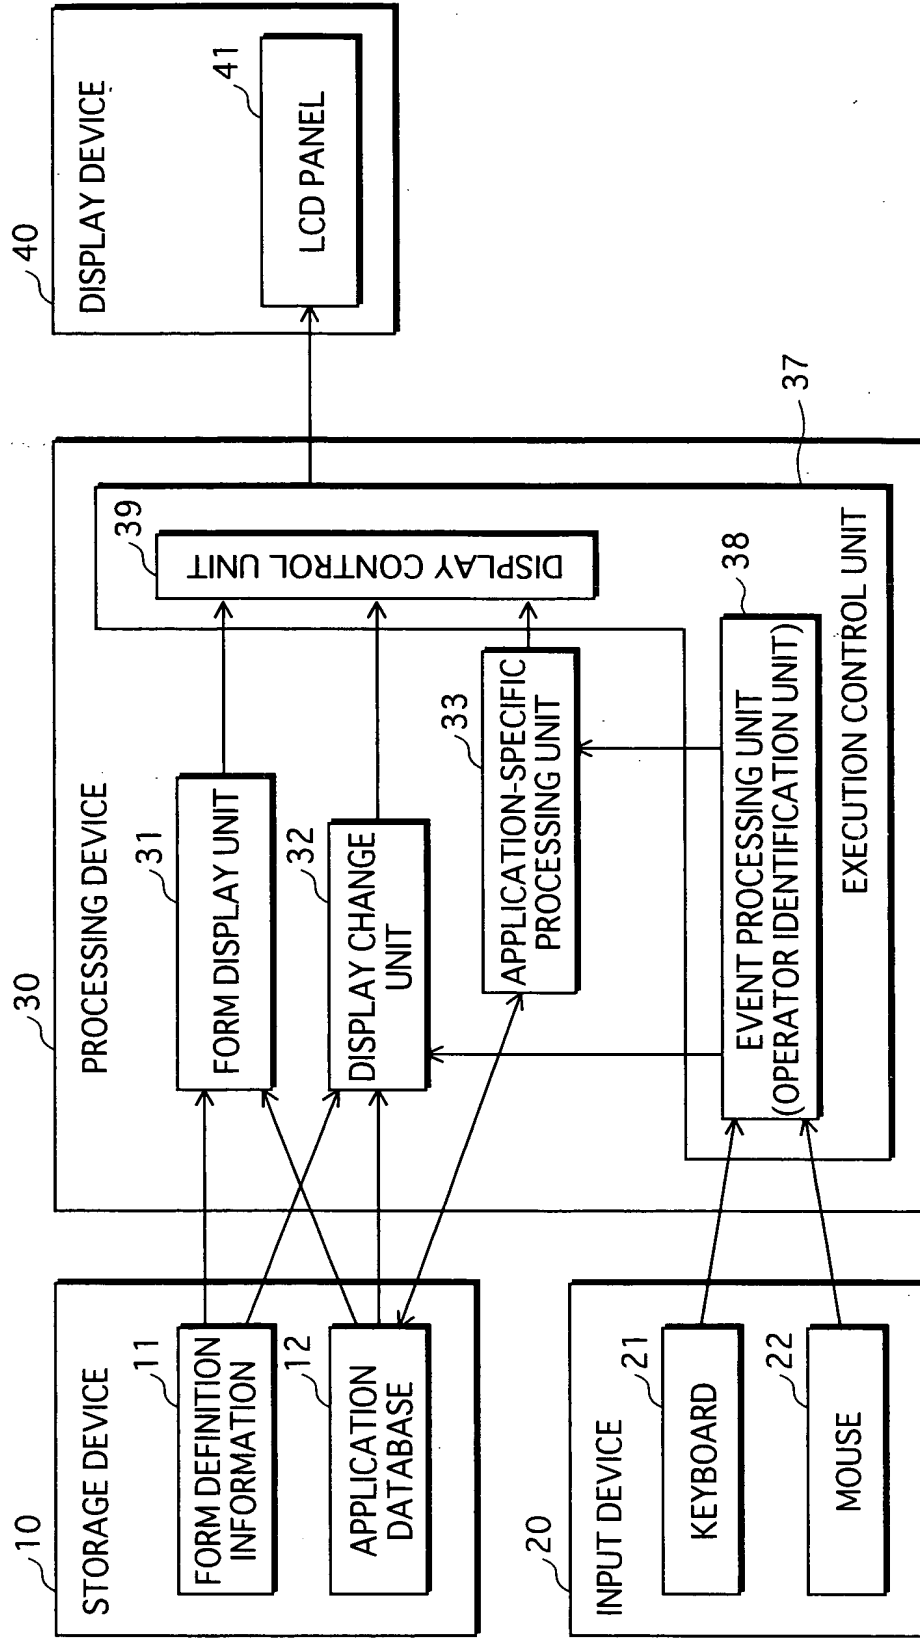 10
STORAGE DEVICE
11
FORM DEFINITION
INFORMATION
12
APPLICATION
DATABASE
20
INPUT DEVICE
21
KEYBOARD
22
MOUSE
30
PROCESSING DEVICE
31
FORM DISPLAY UNIT
32
DISPLAY CHANGE
UNIT
33
APPLICATION-SPECIFIC
PROCESSING UNIT
39
DISPLAY CONTROL UNIT
38
EVENT PROCESSING UNIT
(OPERATOR IDENTIFICATION UNIT)
EXECUTION CONTROL UNIT
37
40
DISPLAY DEVICE
41
LCD PANEL